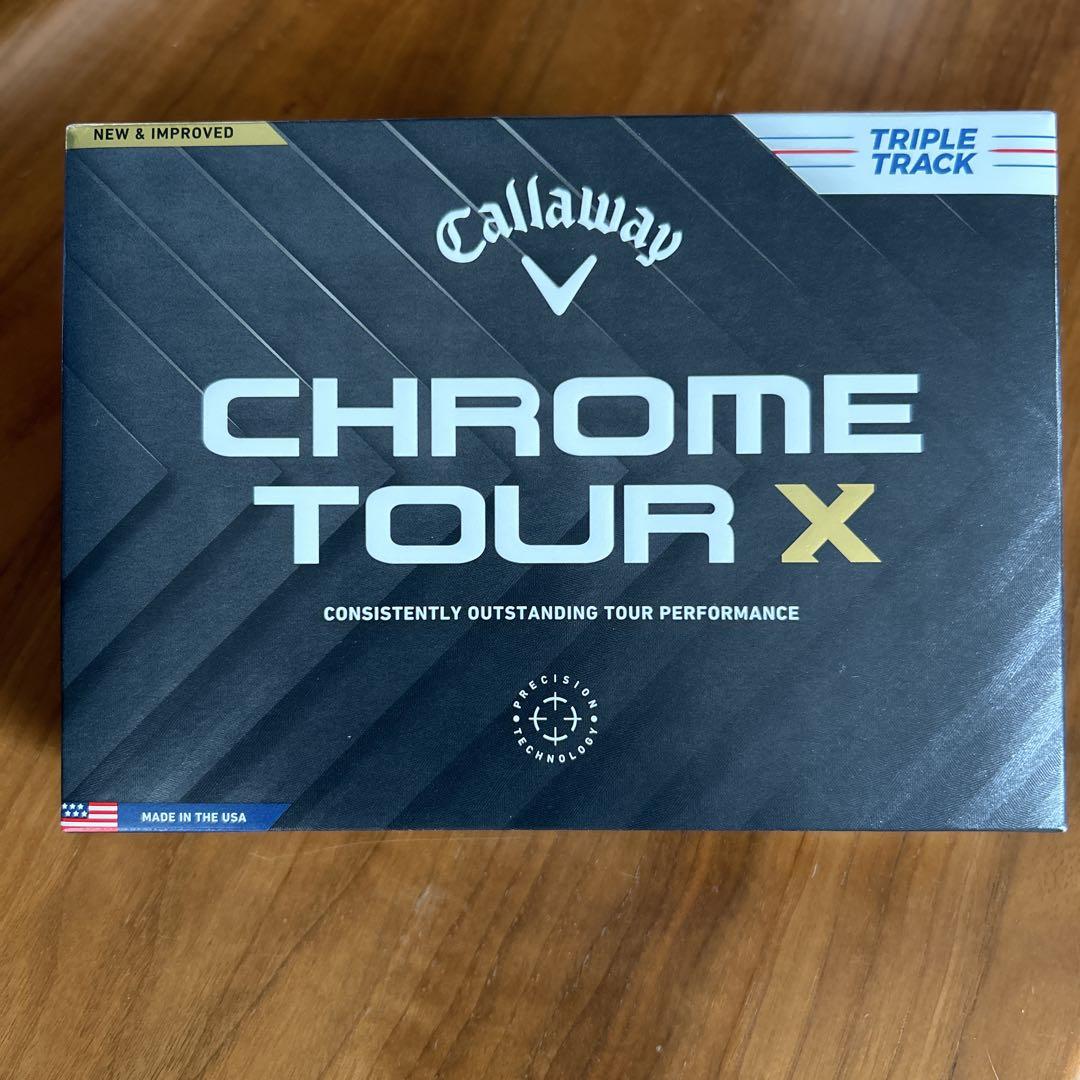 NEW & IMPROVED
TRIPLE
TRACK
Callaway
CHROME
TOUR X
CONSISTENTLY OUTSTANDING TOUR PERFORMANCE
PRECISION
TECHNOLOGY
MADE IN THE USA